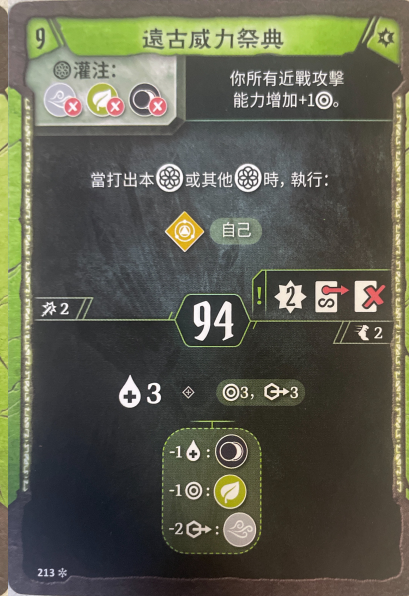 9 遠古威力祭典
灌注：
你所有近戰攻擊
能力增加+1。
當打出本或其他時，執行：
自己
! 2
2
94
2
3 3, 3
-1 :
-1 :
-2 :
213